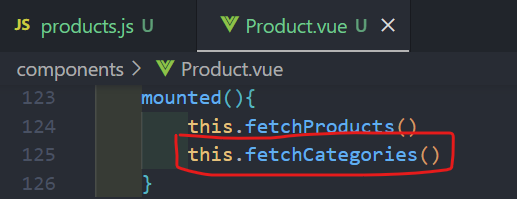 JS products.js U
Product.vue U ×
components > Product.vue
123 mounted(){
124 this.fetchProducts()
125 this.fetchCategories()
126 }